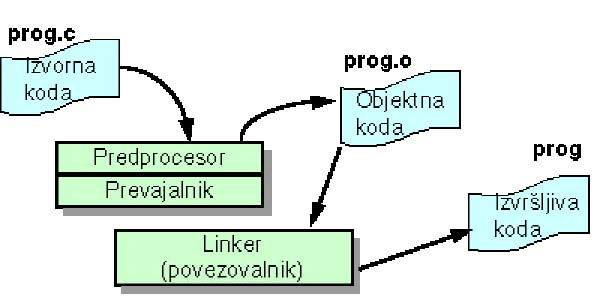 prog.c
Izvorna
koda
prog.o
Objektna
koda
Predprocesor
Prevajalnik
prog
Izvršljiva
koda
Linker
(povezovalnik)